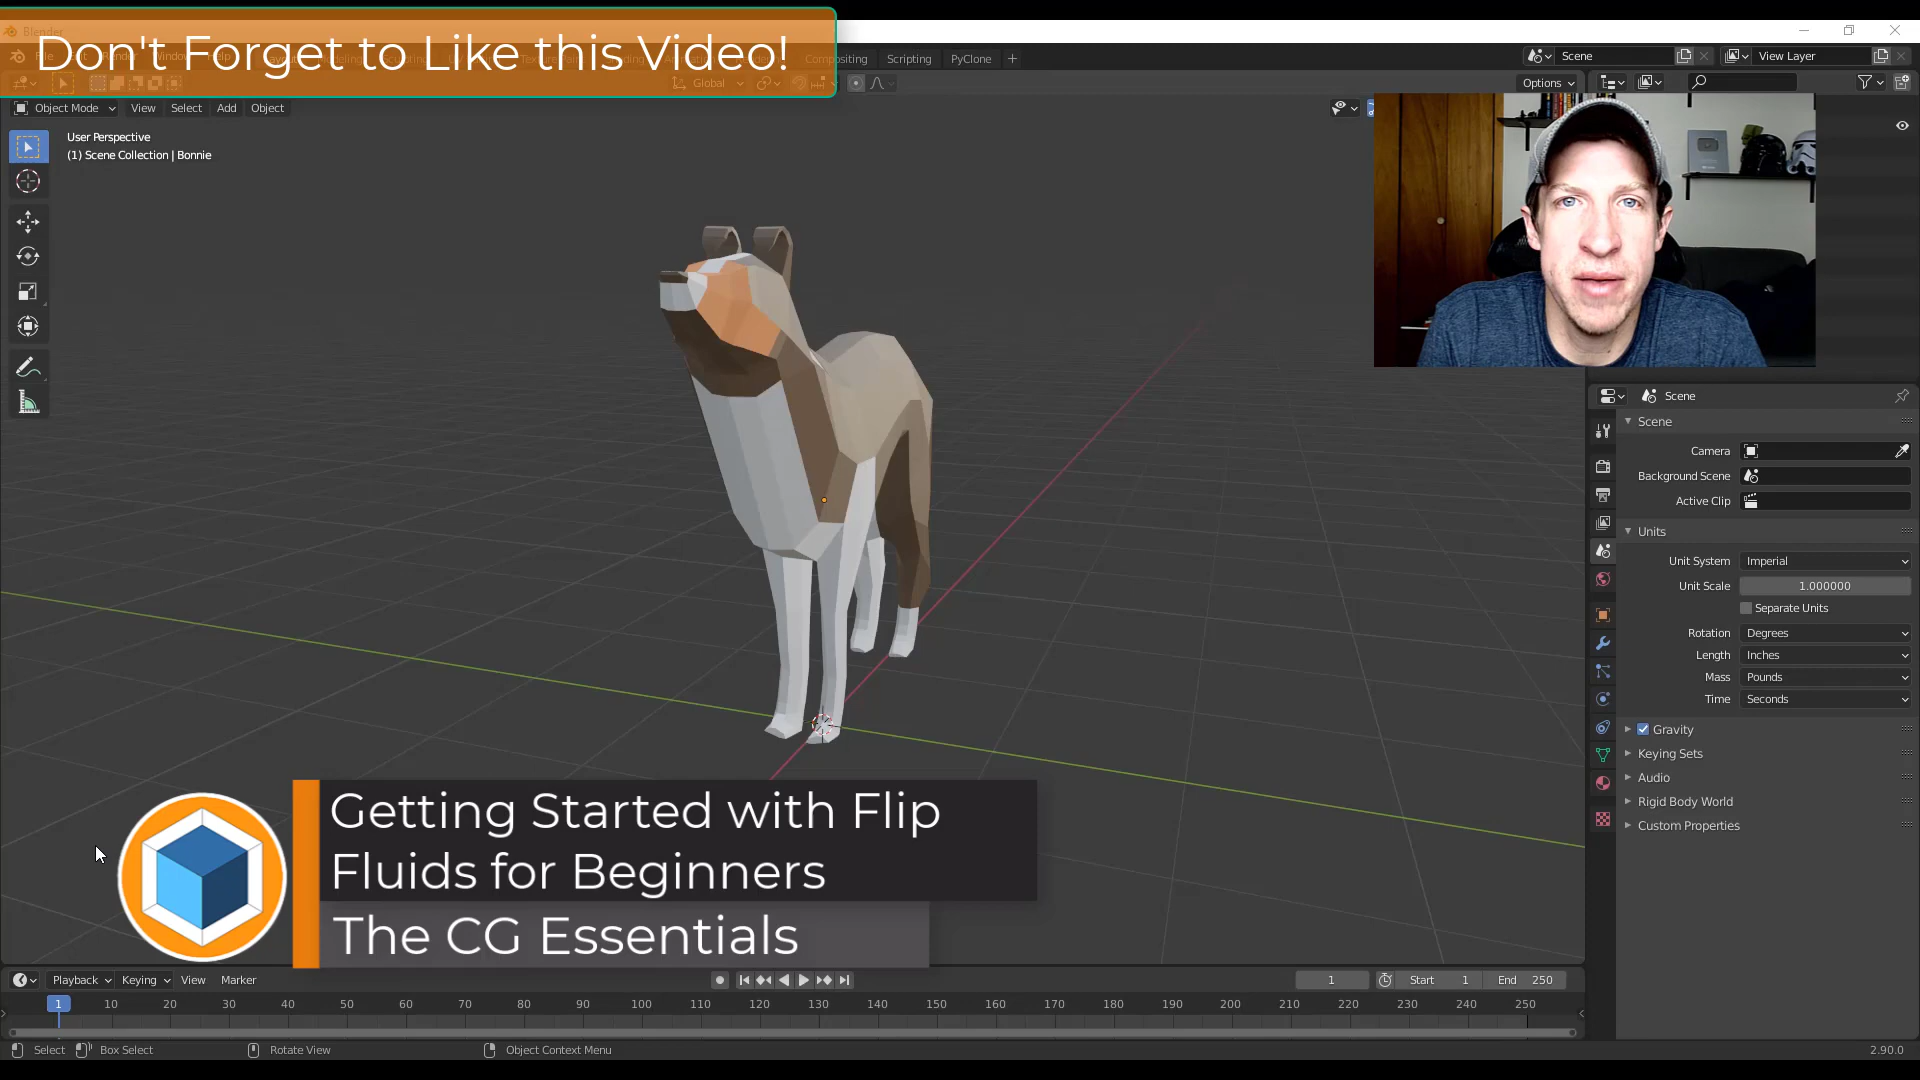 Don't Forget to Like this Video!
Blender
Compositing Scripting PyClone +
Scene
View Layer
Global
Options
Object Mode View Select Add Object
User Perspective
(1) Scene Collection | Bonnie
Scene
Scene
Camera
Background Scene
Active Clip
Units
Unit System Imperial
Unit Scale 1.000000
Separate Units
Rotation Degrees
Length Inches
Mass Pounds
Time Seconds
Gravity
Keying Sets
Audio
Rigid Body World
Custom Properties
Getting Started with Flip
Fluids for Beginners
The CG Essentials
Playback Keying View Marker
1
Start 1
End 250
1 10 20 30 40 50 60 70 80 90 100 110 120 130 140 150 160 170 180 190 200 210 220 230 240 250
Select Box Select Rotate View Object Context Menu
2.90.0